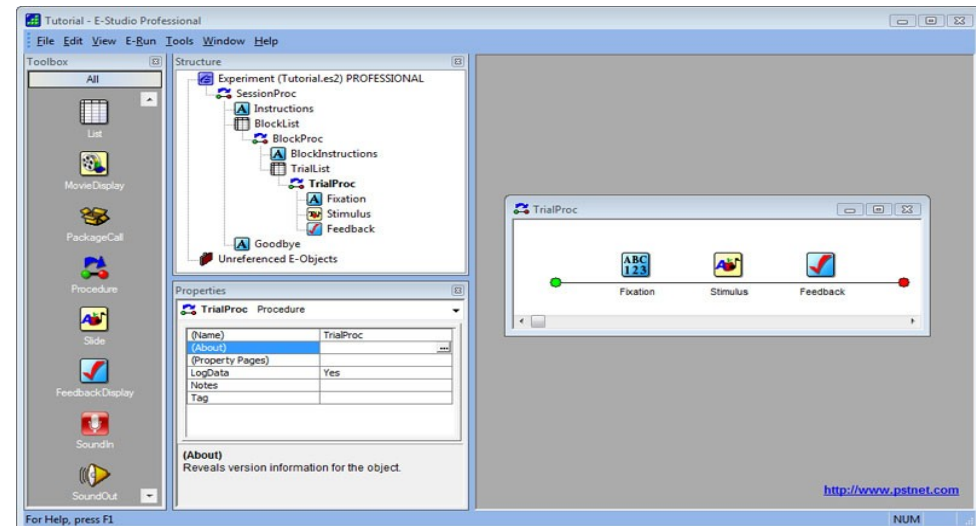 Tutorial - E-Studio Professional
File Edit View E-Run Tools Window Help
Toolbox
All
List
MovieDisplay
PackageCall
Procedure
Slide
FeedbackDisplay
SoundIn
SoundOut
Structure
Experiment (Tutorial.es2) PROFESSIONAL
SessionProc
Instructions
BlockList
BlockProc
BlockInstructions
TrialList
TrialProc
Fixation
Stimulus
Feedback
Goodbye
Unreferenced E-Objects
Properties
TrialProc Procedure
(Name) TrialProc
(About) ...
(Property Pages)
LogData Yes
Notes
Tag
(About)
Reveals version information for the object.
TrialProc
ABC
123
Fixation Stimulus Feedback
http://www.pstnet.com
For Help, press F1 NUM